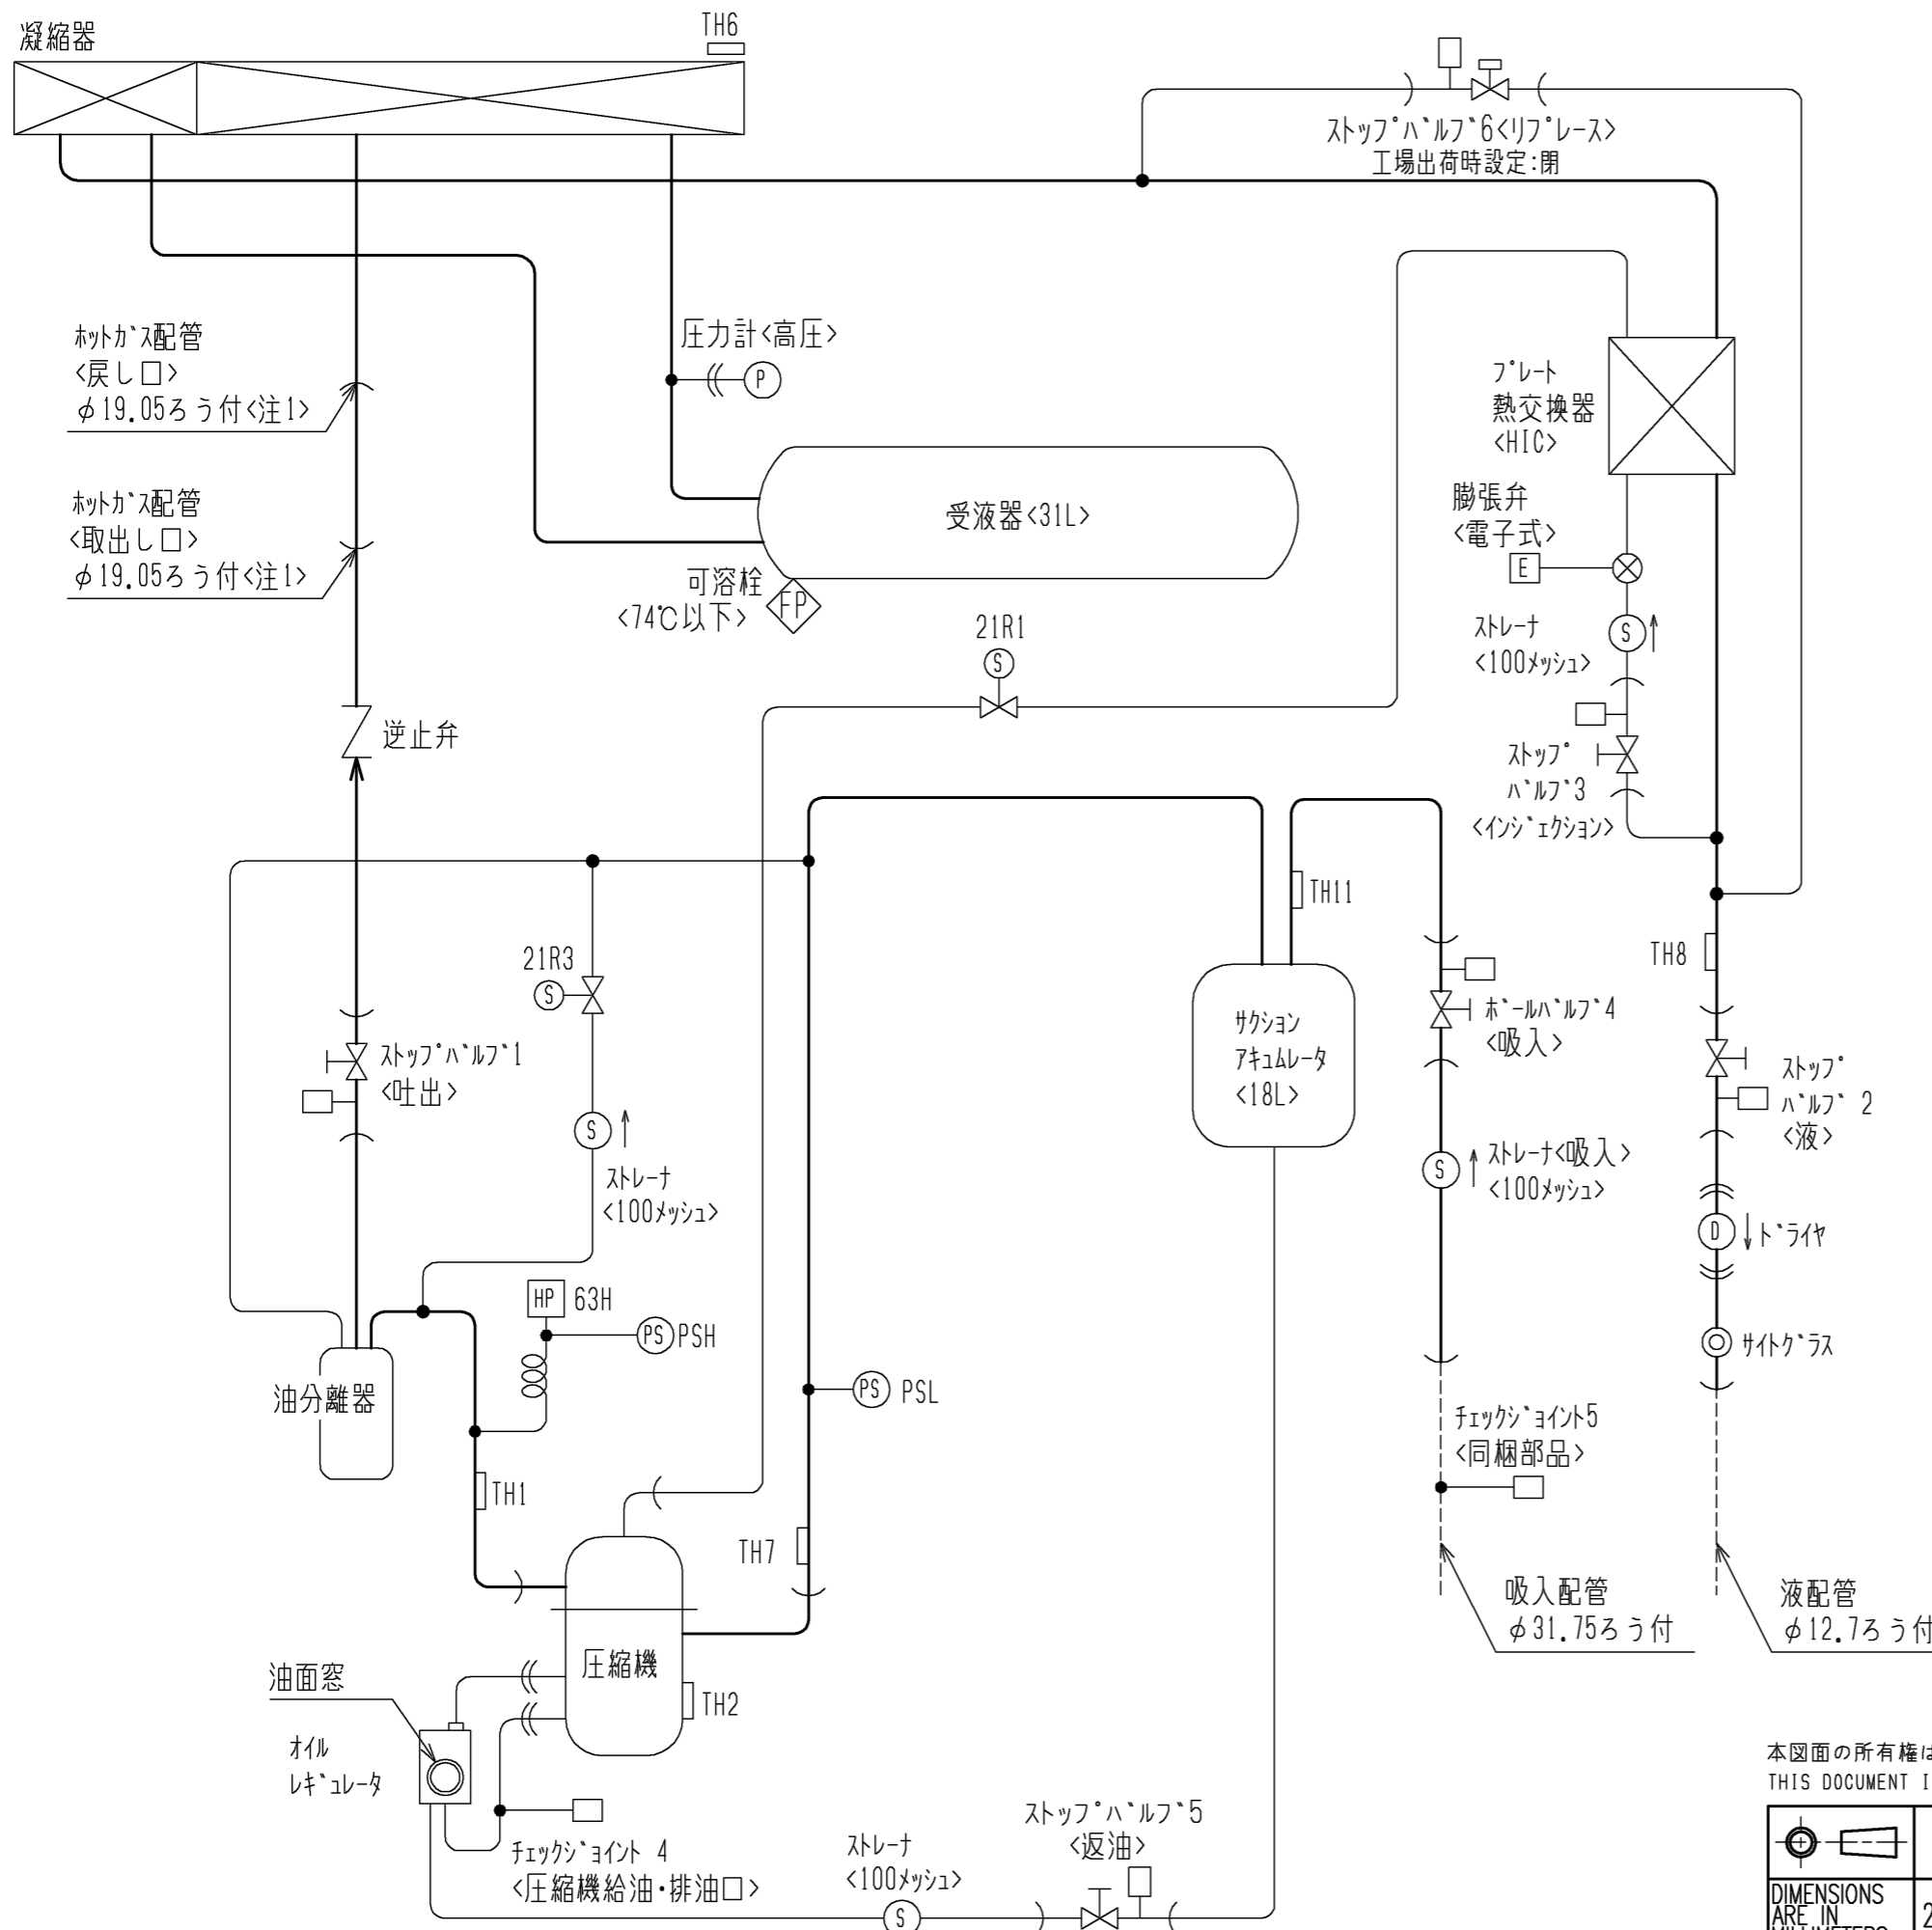 凝縮器
TH6
ストップバルブ6<リプレース>
工場出荷時設定:閉
ホットガス配管
<戻し口>
φ19.05ろう付<注1>
圧力計<高圧>
P
プレート
熱交換器
<HIC>
ホットガス配管
<取出し口>
φ19.05ろう付<注1>
受液器<31L>
膨張弁
<電子式>
E
可溶栓
<74℃以下>
FP
21R1
S
ストレーナ
<100メッシュ>
S
逆止弁
ストップ
バルブ3
<インジェクション>
TH11
21R3
S
TH8
サクション
アキュムレータ
<18L>
ボールバルブ4
<吸入>
ストップバルブ1
<吐出>
ストップ
バルブ 2
<液>
S
ストレーナ
<100メッシュ>
S
ストレーナ<吸入>
<100メッシュ>
D
ドライヤ
HP
63H
PS
PSH
サイトグラス
油分離器
PS
PSL
チェックジョイント5
<同梱部品>
TH1
TH7
吸入配管
φ31.75ろう付
液配管
φ12.7ろう付
圧縮機
油面窓
TH2
オイル
レギュレータ
チェックジョイント 4
<圧縮機給油・排油口>
ストレーナ
<100メッシュ>
S
ストップバルブ5
<返油>
本図面の所有権は
THIS DOCUMENT I
DIMENSIONS
ARE IN